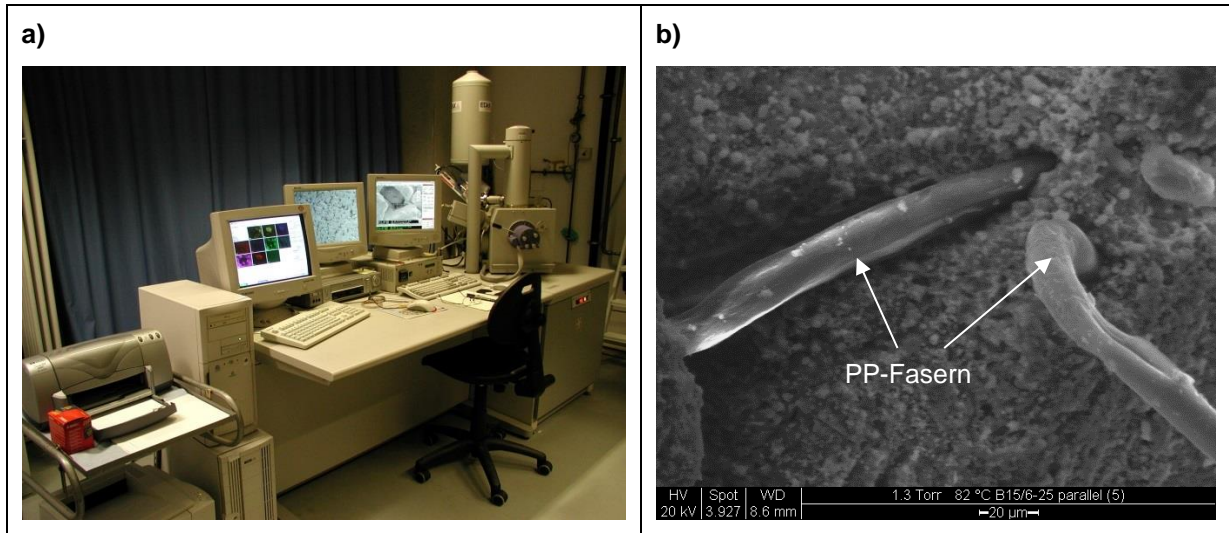 a)
b)
PP-Fasern
HV Spot WD 1.3 Torr 82 °C B15/6-25 parallel (5)
20 kV 3.927 8.6 mm 20 µm